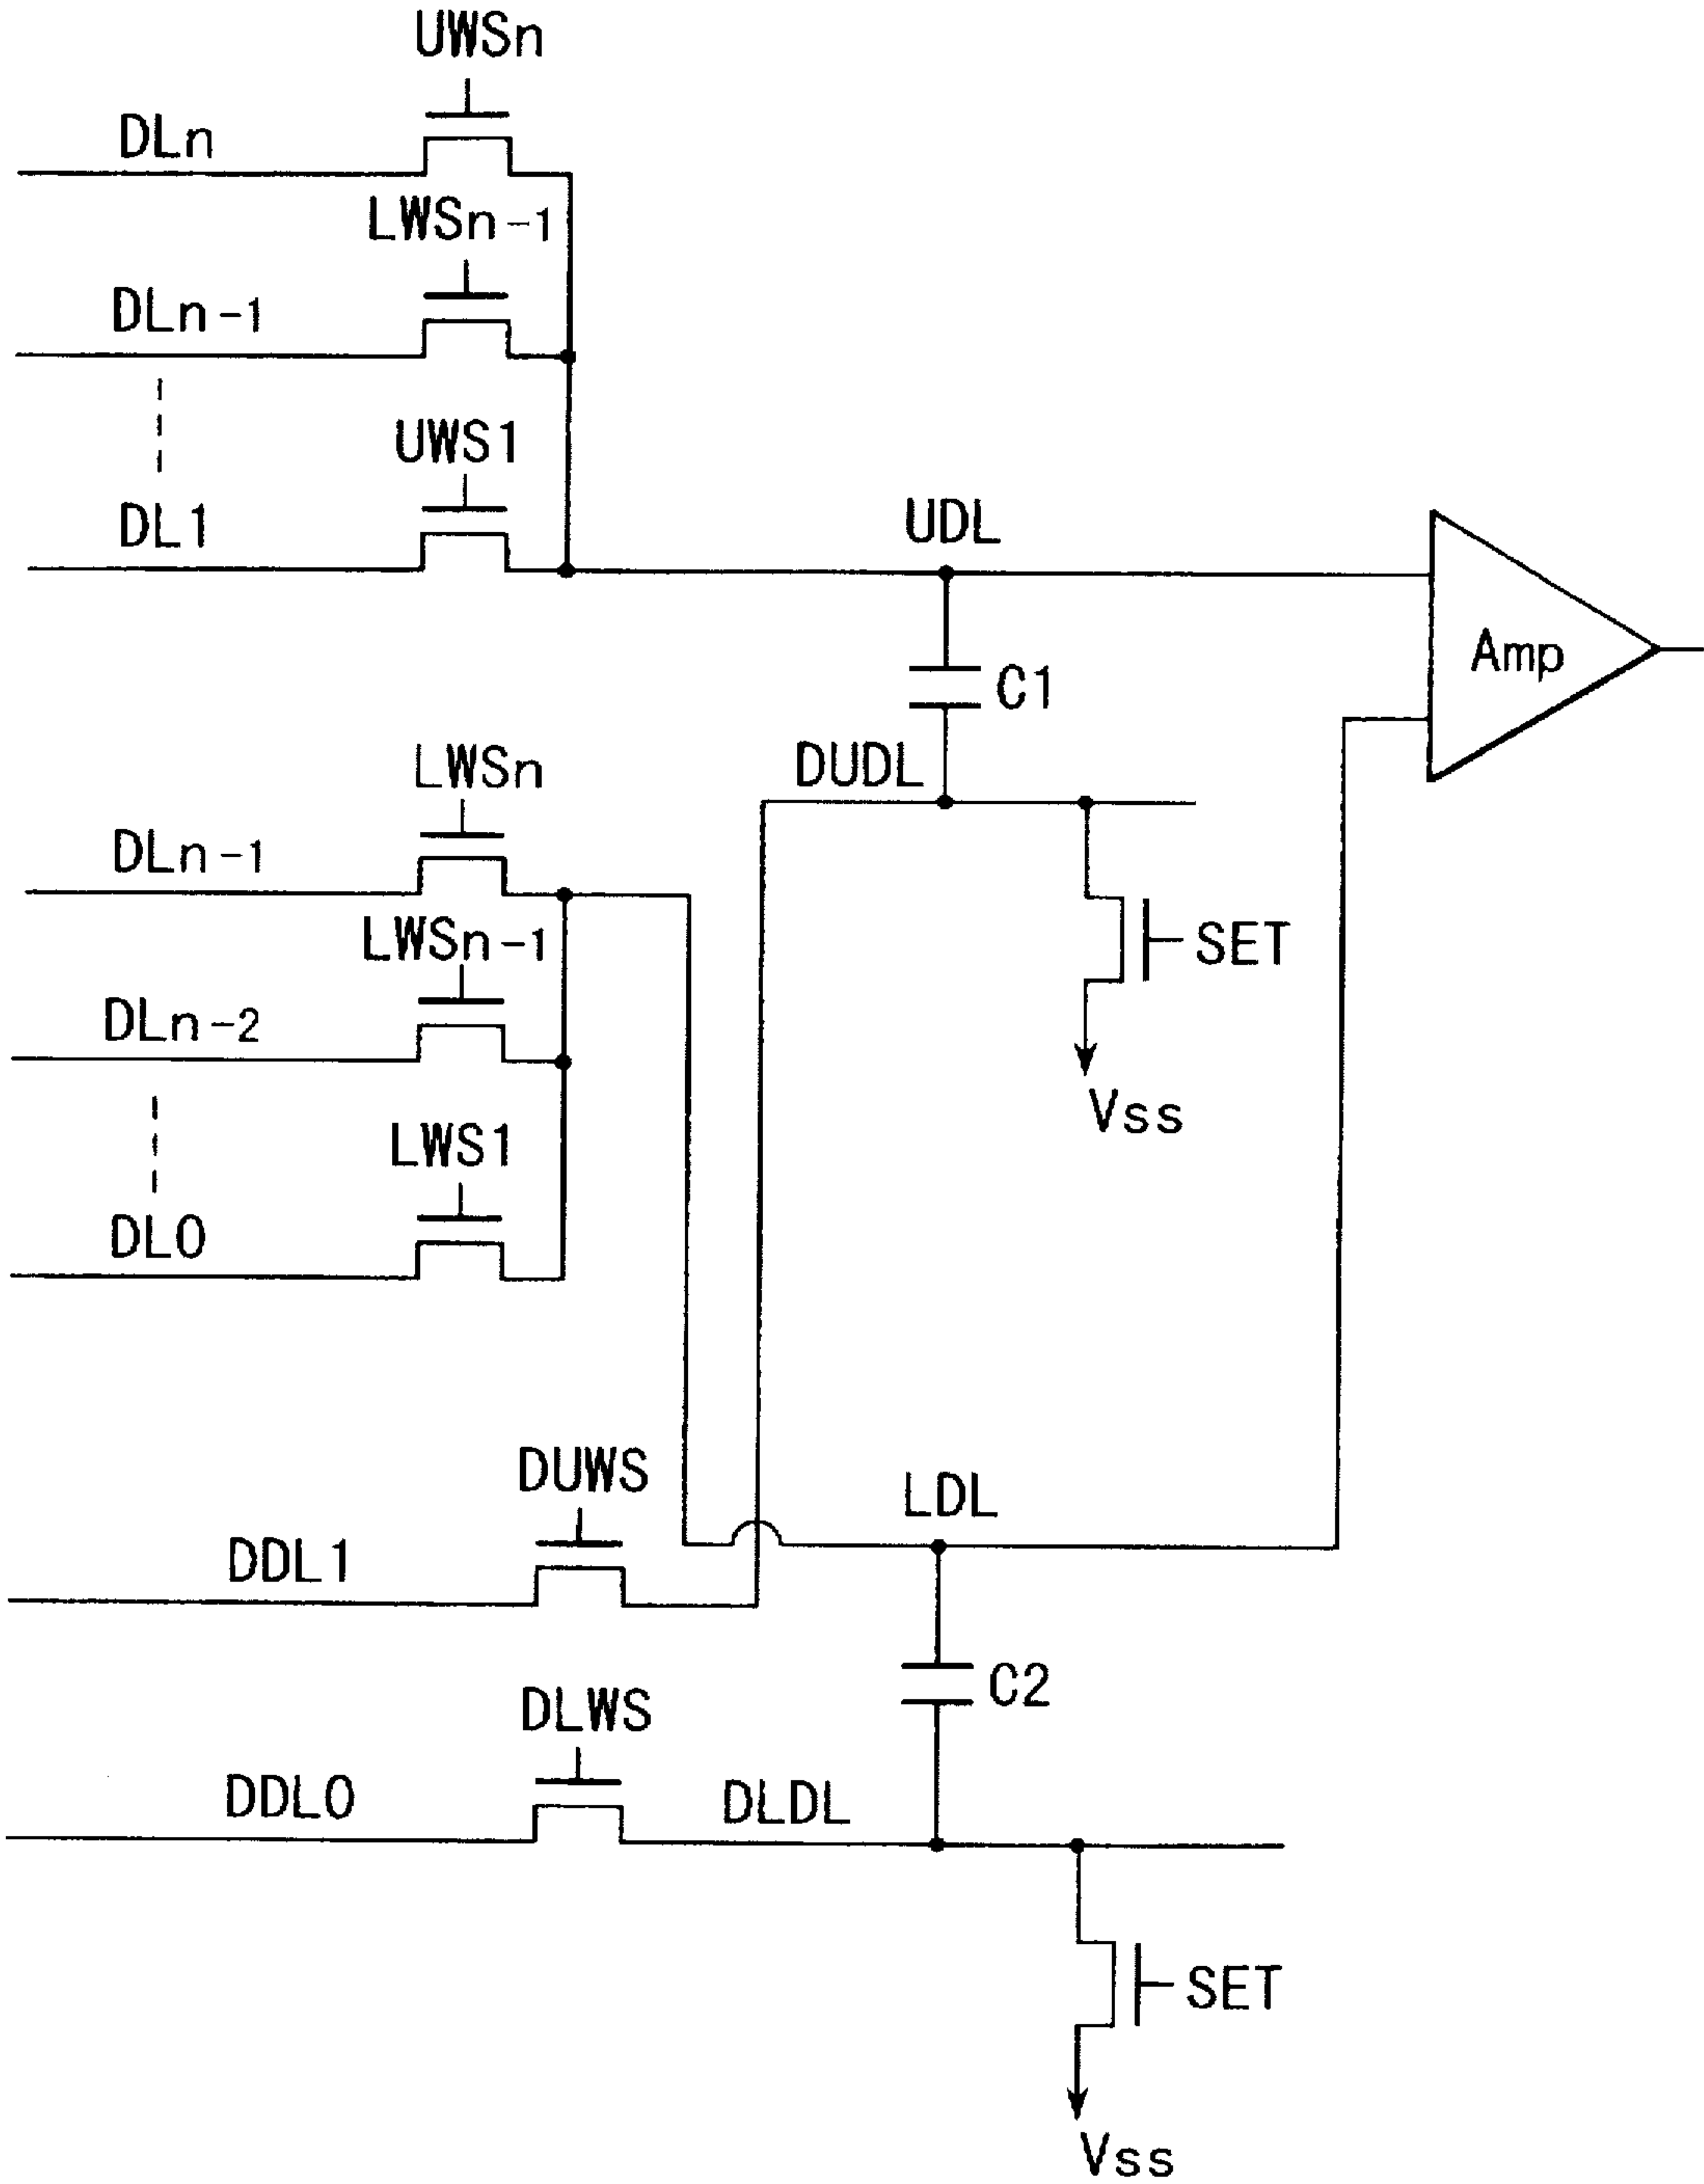 UWSn
DLn
LWSn-1
DLn-1
UWS1
DL1
UDL
Amp
C1
LWSn
DUDL
DLn-1
LWSn-1
SET
DLn-2
Vss
LWS1
DL0
DUWS
LDL
DDL1
C2
DLWS
DDL0
DLDL
SET
Vss